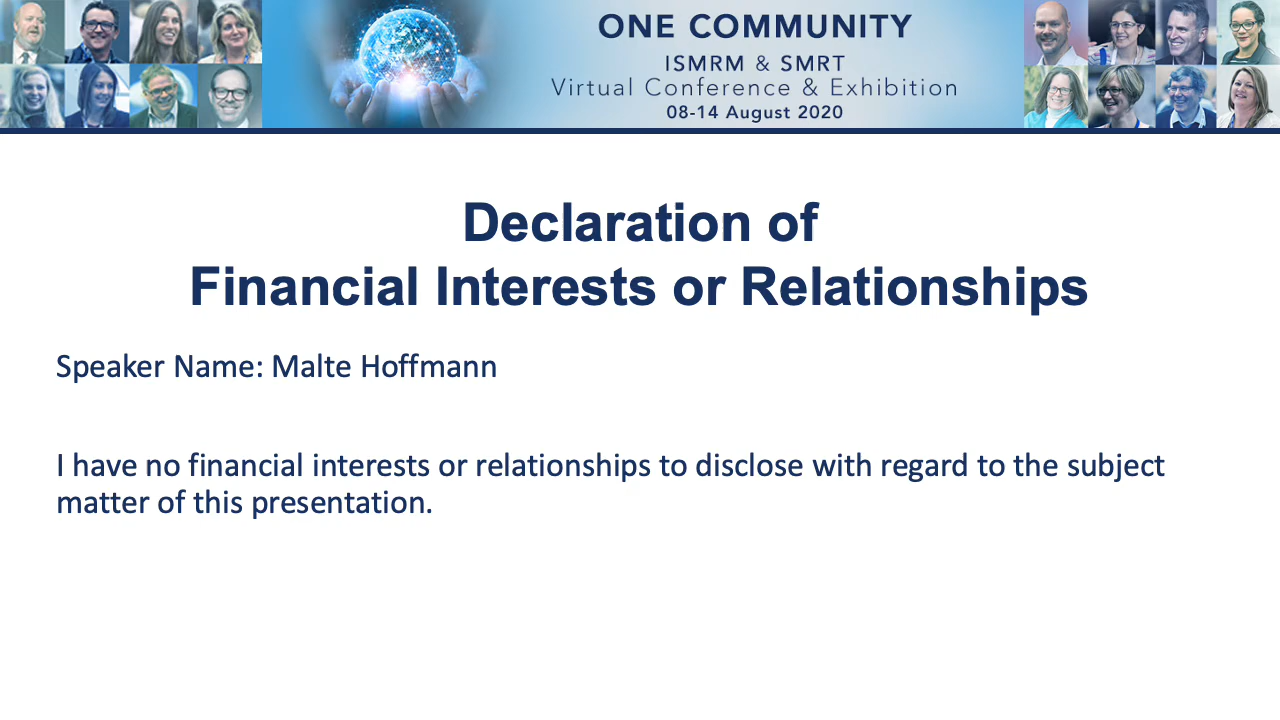 ONE COMMUNITY
ISMRM & SMRT
Virtual Conference & Exhibition
08-14 August 2020
Declaration of
Financial Interests or Relationships
Speaker Name: Malte Hoffmann
I have no financial interests or relationships to disclose with regard to the subject
matter of this presentation.